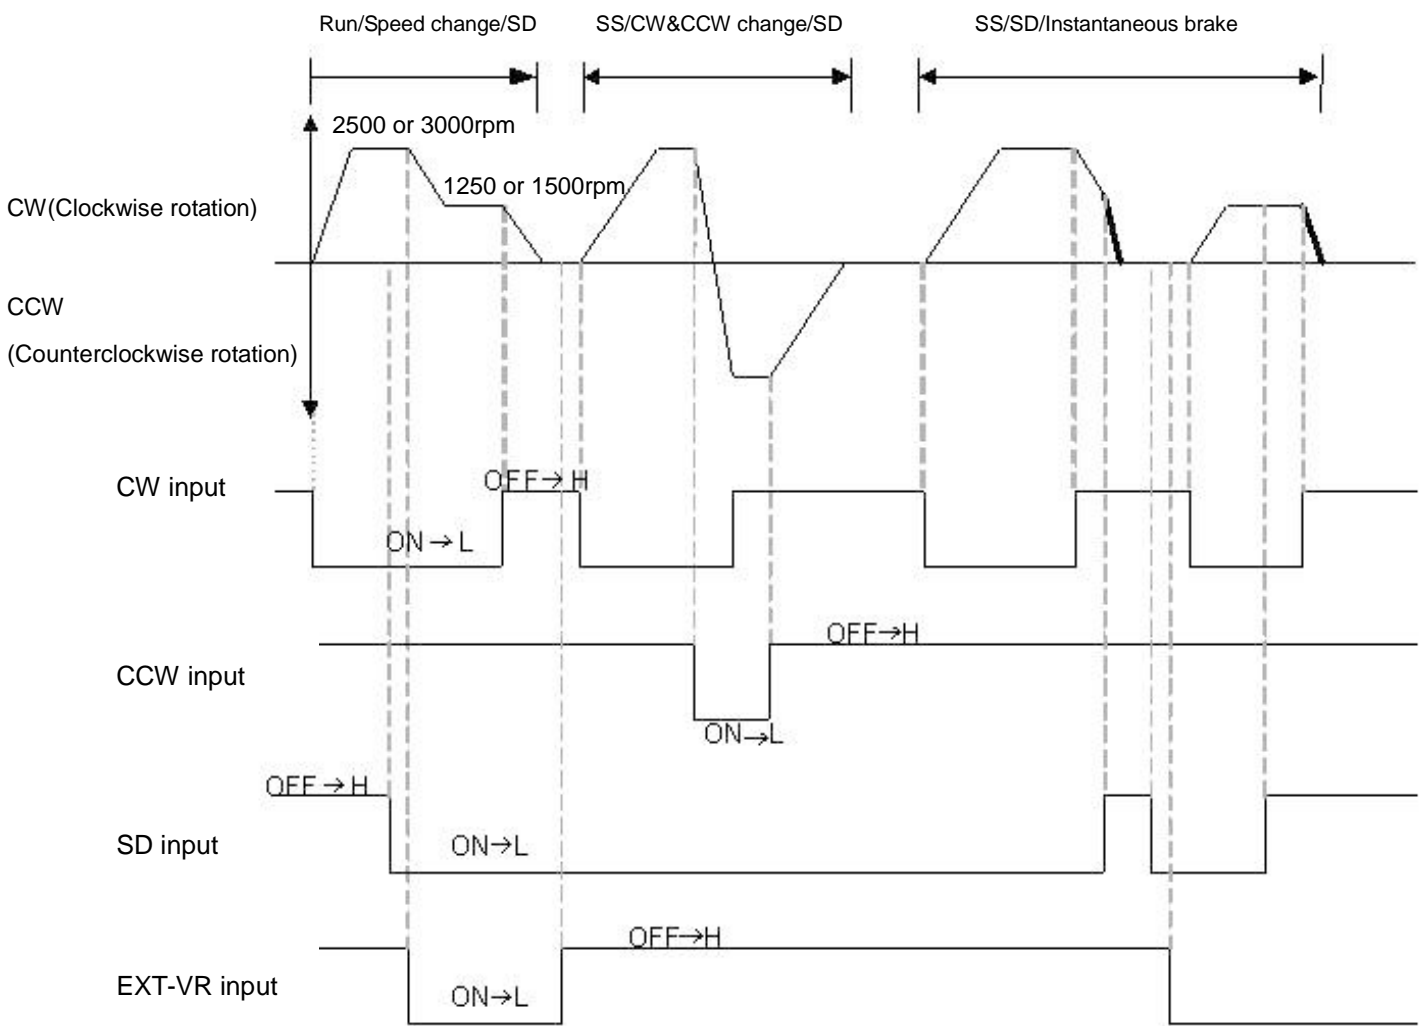 Run/Speed change/SD
SS/CW&CCW change/SD
SS/SD/Instantaneous brake
2500 or 3000rpm
1250 or 1500rpm
CW(Clockwise rotation)
CCW
(Counterclockwise rotation)
OFF→H
CW input
ON→L
OFF→H
CCW input
ON→L
OFF→H
SD input
ON→L
OFF→H
EXT-VR input
ON→L